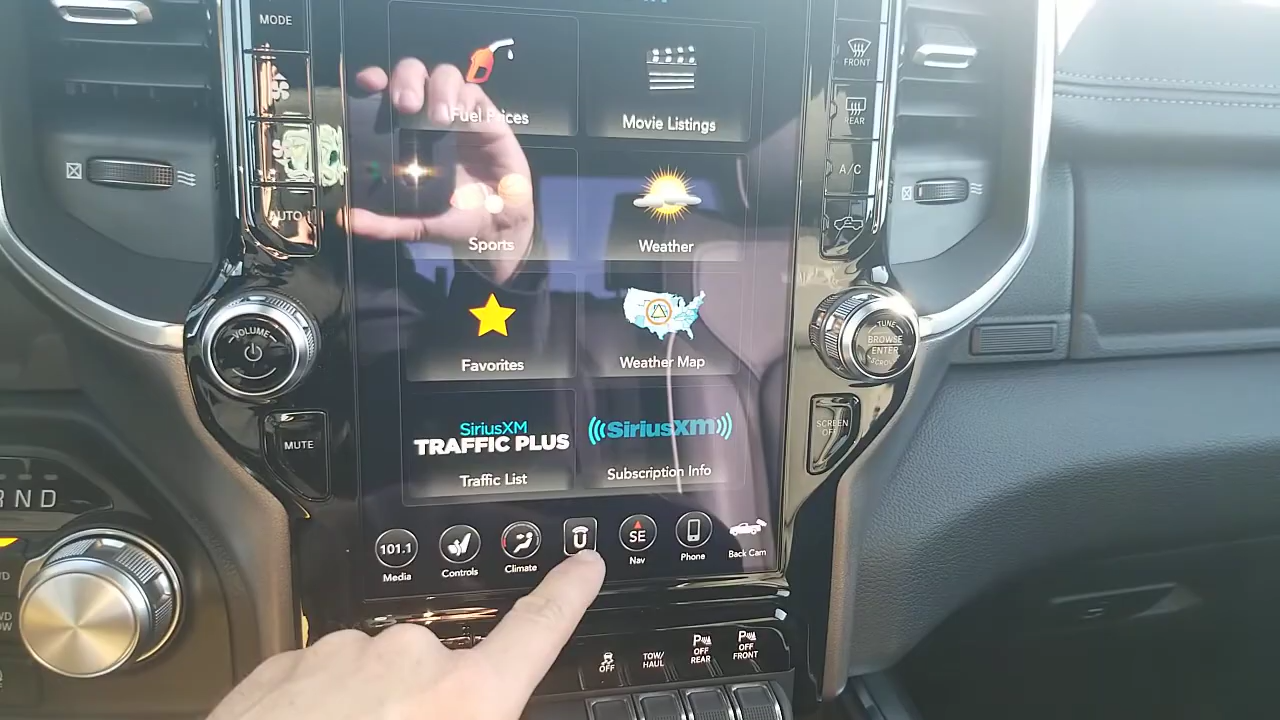 MODE
FRONT
Fuel Prices
Movie Listings
REAR
A/C
AUTO
Sports
Weather
VOLUME
TUNE
BROWSE
ENTER
SCROLL
Favorites
Weather Map
MUTE
SCREEN
OFF
SiriusXM
TRAFFIC PLUS
Traffic List
SiriusXM
Subscription Info
RND
101.1
Media
Controls
Climate
U
SE
Nav
Phone
Back Cam
OFF
TOW/
HAUL
P
OFF
REAR
P
OFF
FRONT